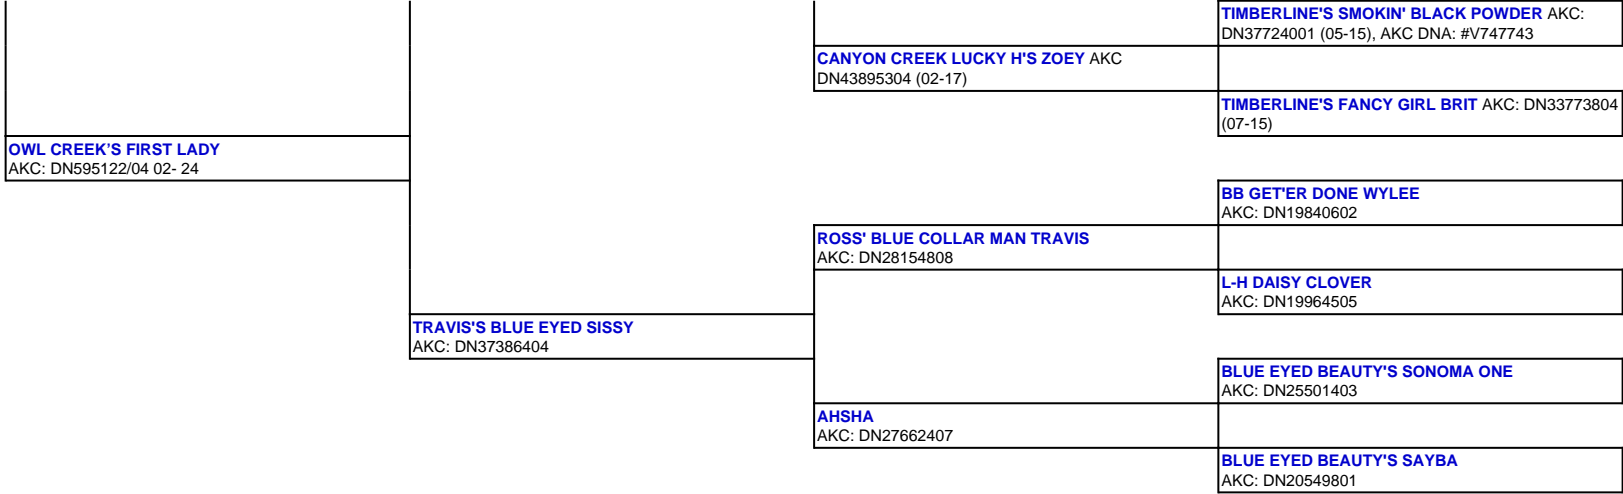 TIMBERLINE'S SMOKIN' BLACK POWDER AKC:
DN37724001 (05-15), AKC DNA: #V747743
CANYON CREEK LUCKY H'S ZOEY AKC
DN43895304 (02-17)
TIMBERLINE'S FANCY GIRL BRIT AKC: DN33773804
(07-15)
OWL CREEK’S FIRST LADY
AKC: DN595122/04 02- 24
BB GET'ER DONE WYLEE
AKC: DN19840602
ROSS' BLUE COLLAR MAN TRAVIS
AKC: DN28154808
L-H DAISY CLOVER
AKC: DN19964505
TRAVIS'S BLUE EYED SISSY
AKC: DN37386404
BLUE EYED BEAUTY'S SONOMA ONE
AKC: DN25501403
AHSHA
AKC: DN27662407
BLUE EYED BEAUTY'S SAYBA
AKC: DN20549801